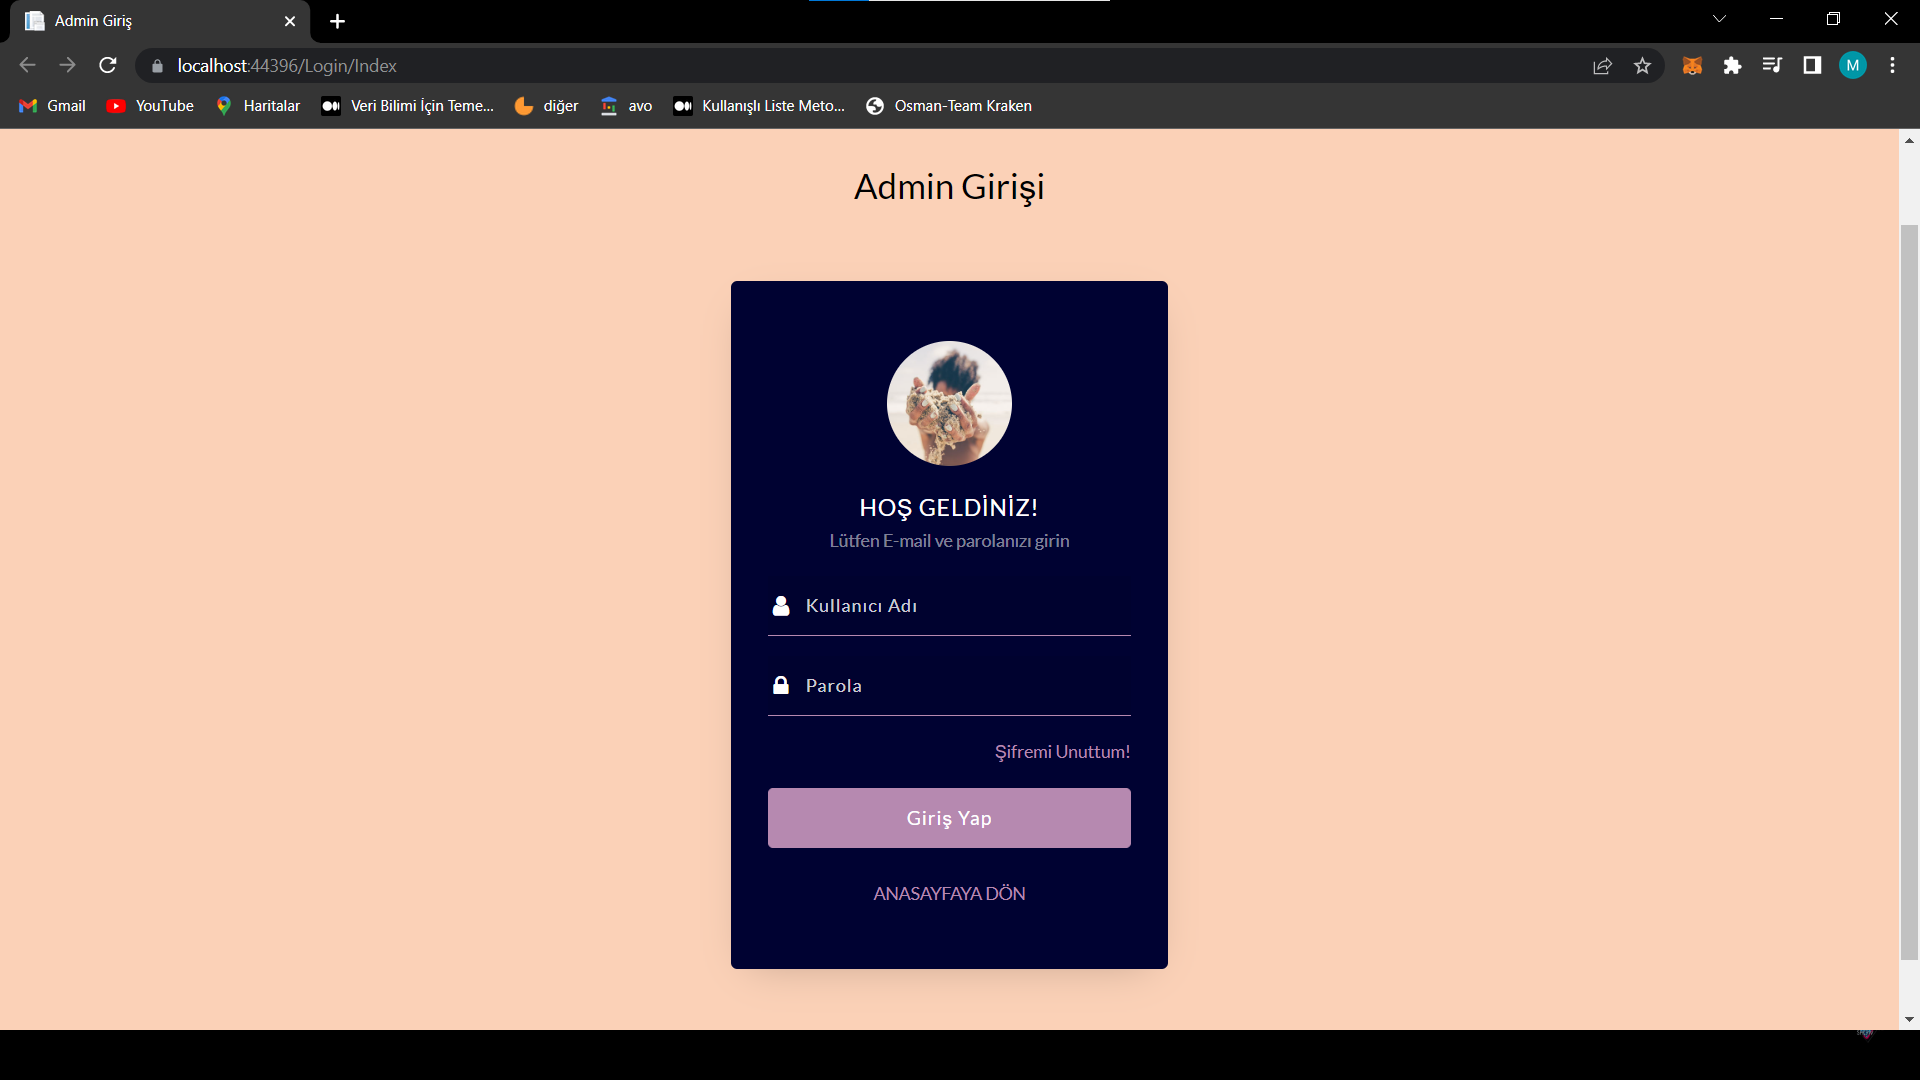 Admin Giriş
localhost:44396/Login/Index
M
Gmail YouTube Haritalar Veri Bilimi İçin Teme... diğer avo Kullanışlı Liste Meto... Osman-Team Kraken
Admin Girişi
HOŞ GELDİNİZ!
Lütfen E-mail ve parolanızı girin
Kullanıcı Adı
Parola
Şifremi Unuttum!
Giriş Yap
ANASAYFAYA DÖN